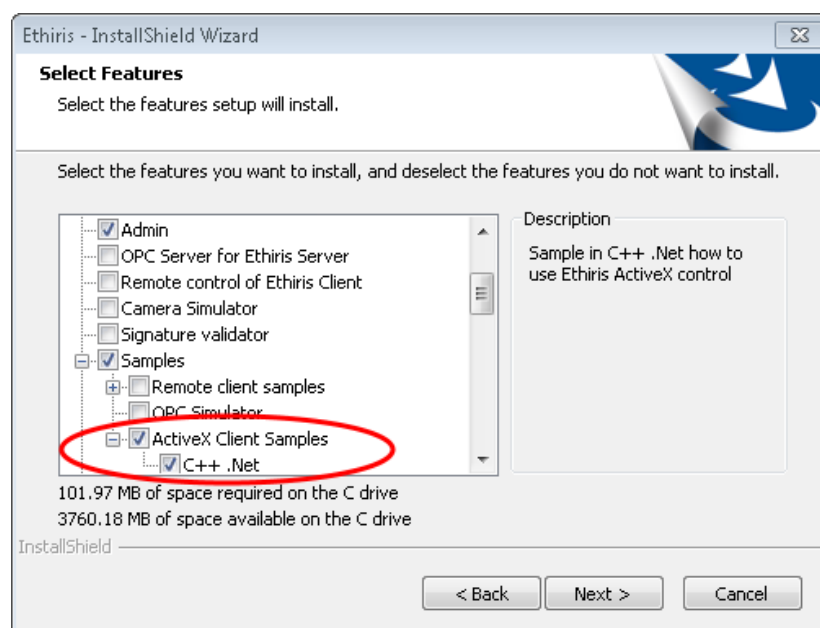 Ethiris - InstallShield Wizard
Select Features
Select the features setup will install.
Select the features you want to install, and deselect the features you do not want to install.
Admin
OPC Server for Ethiris Server
Remote control of Ethiris Client
Camera Simulator
Signature validator
Samples
Remote client samples
OPC Simulator
ActiveX Client Samples
C++ .Net
Description
Sample in C++ .Net how to
use Ethiris ActiveX control
101.97 MB of space required on the C drive
3760.18 MB of space available on the C drive
InstallShield
< Back
Next >
Cancel